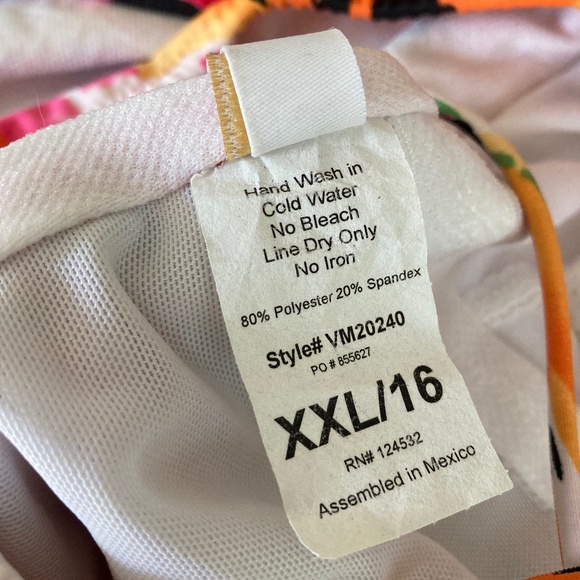 Hand Wash in
Cold Water
No Bleach
Line Dry Only
No Iron
80% Polyester 20% Spandex
Style# VM20240
PO # 855627
XXL/16
RN# 124532
Assembled in Mexico